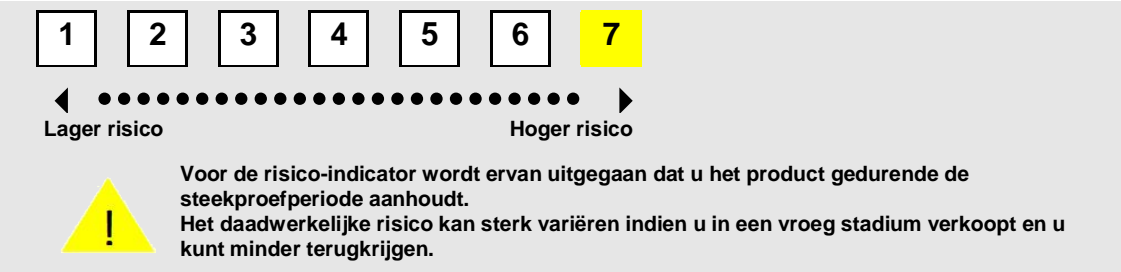 1 2 3 4 5 6 7
Lager risico Hoger risico
Voor de risico-indicator wordt ervan uitgegaan dat u het product gedurende de
steekproefperiode aanhoudt.
Het daadwerkelijke risico kan sterk variëren indien u in een vroeg stadium verkoopt en u
!
kunt minder terugkrijgen.